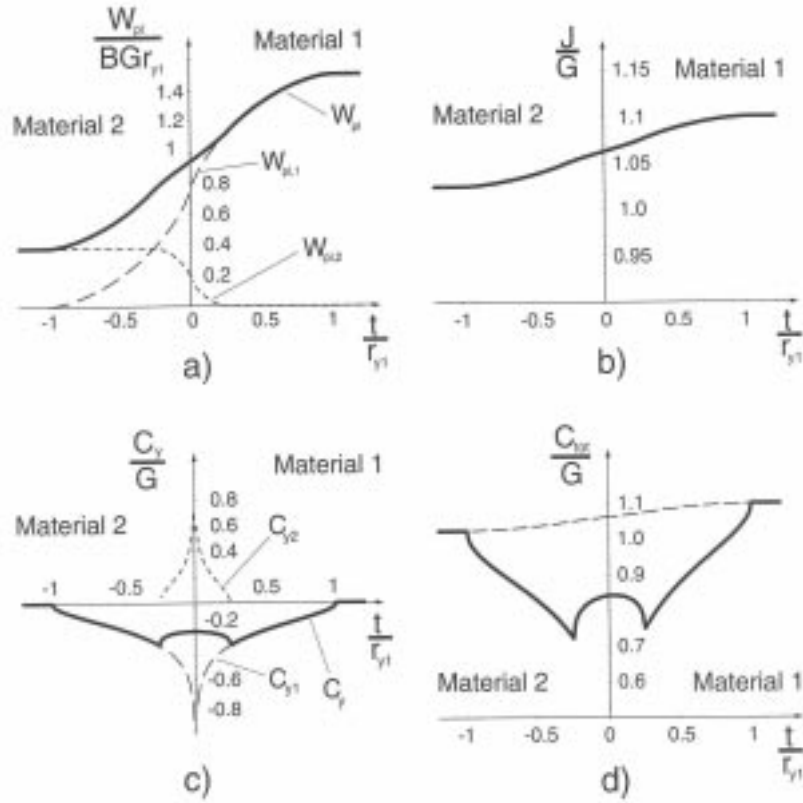 W_pl
BGr_y1
Material 1
1.4
1.2
Material 2
1
W_pl
W_pl,1
0.8
0.6
0.4
0.2
W_pl,2
-1 -0.5 0 0.5 1
t
r_y1
a)
J
G
1.15
Material 1
1.1
Material 2
1.05
1.0
0.95
-1 -0.5 0 0.5 1
t
r_y1
b)
C_y
G
Material 1
0.8
Material 2
0.6
0.4
C_y2
-1 -0.5 0.5 1
-0.2
t
r_y1
-0.6
C_y1
C_y
-0.8
c)
C_tot
G
1.1
1.0
0.9
0.7
Material 2
0.6
Material 1
-1 -0.5 0 0.5 1
t
r_y1
d)